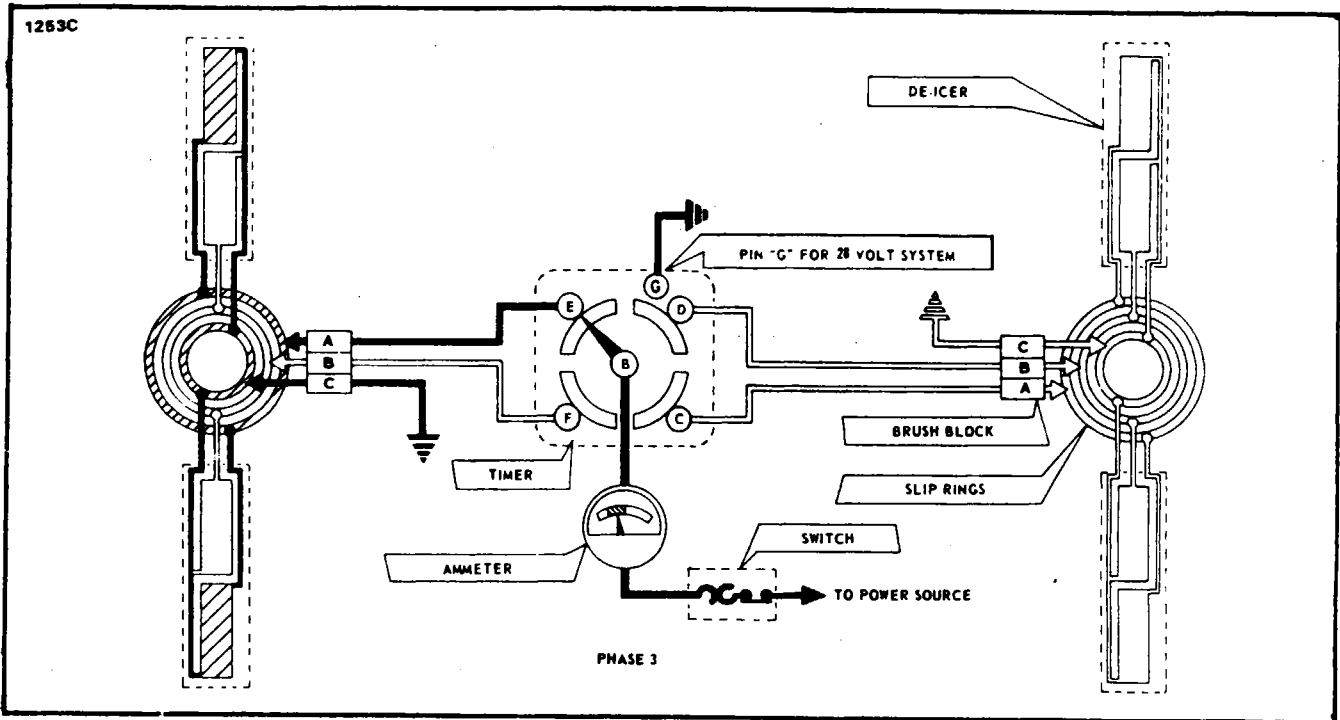 1253C
DE-ICER
PIN "G" FOR 28 VOLT SYSTEM
G
E
D
A
B
C
B
C
B
A
F
C
BRUSH BLOCK
TIMER
SLIP RINGS
SWITCH
AMMETER
TO POWER SOURCE
PHASE 3